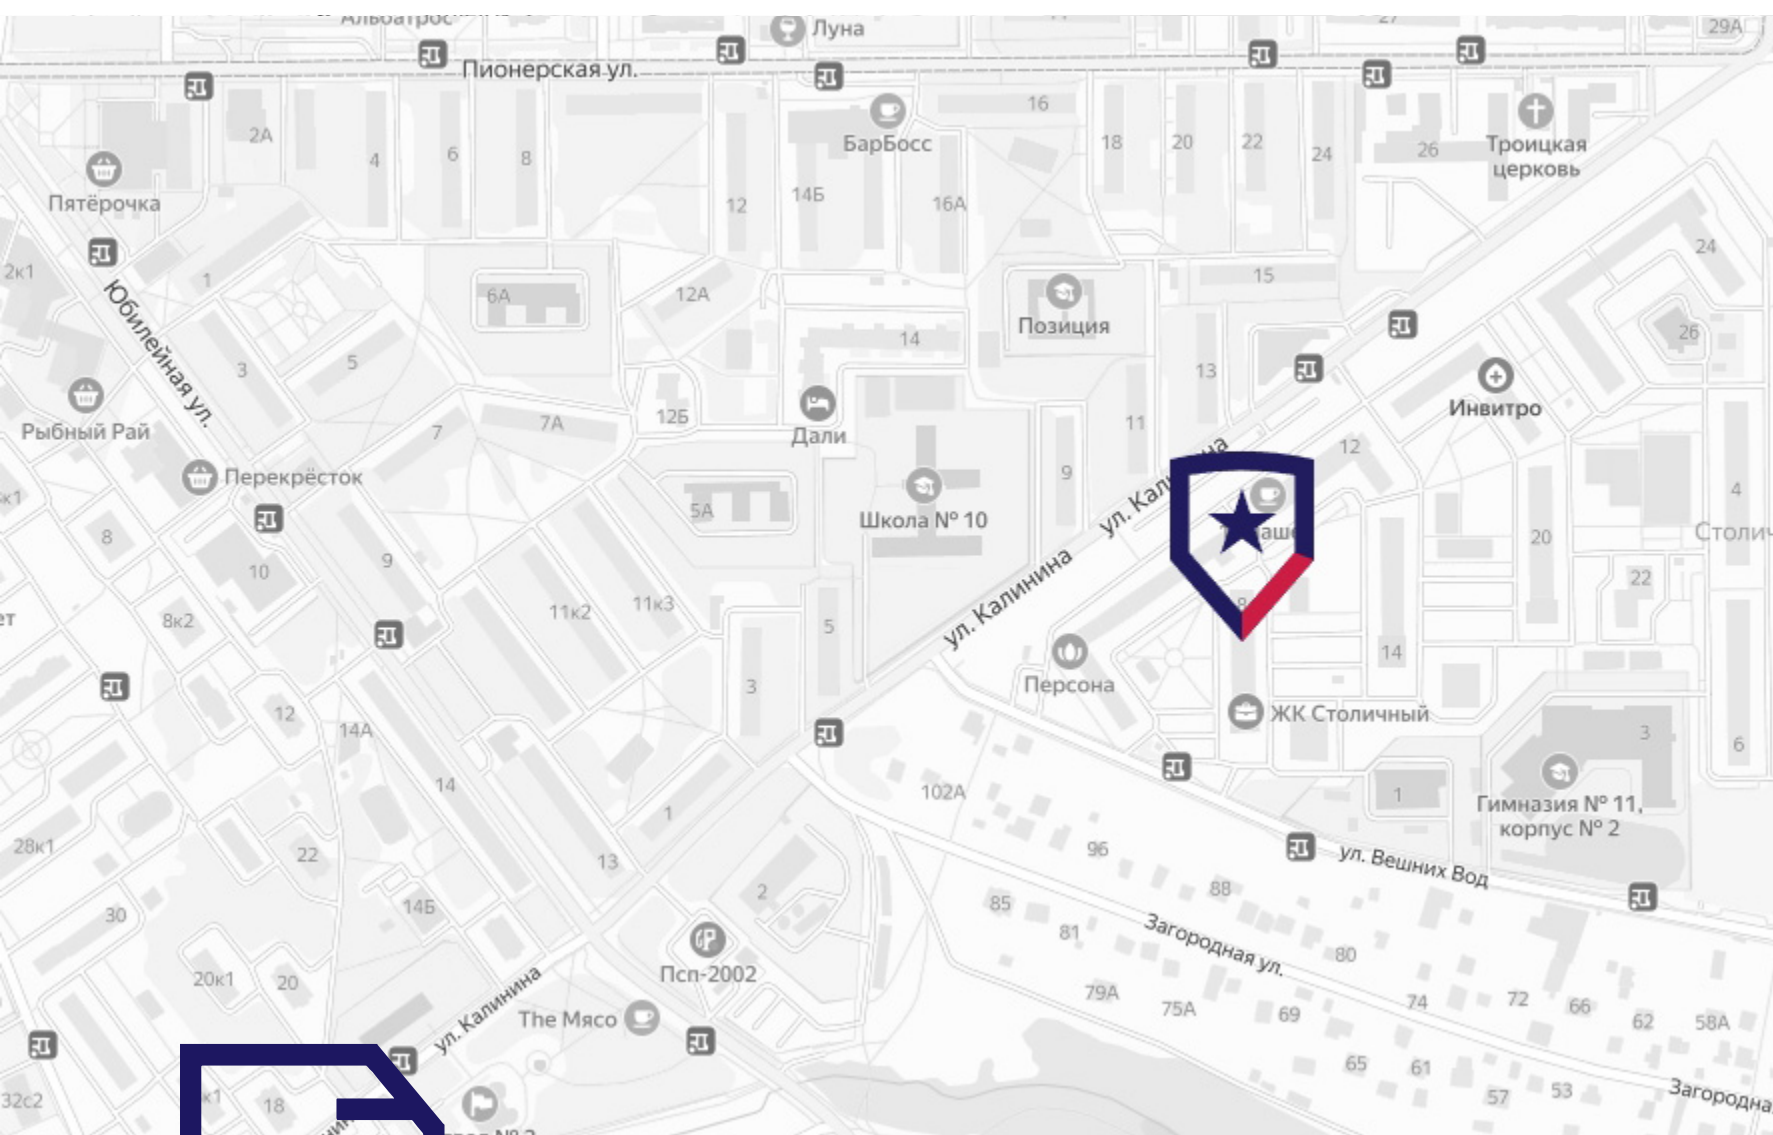 Альбатрос
Луна
27
29А
Пионерская ул.
16
БарБосс
2А
4
6
8
18
20
22
24
26
Троицкая
церковь
Пятёрочка
12
14Б
16А
2к1
1
24
15
6А
12А
Юбилейная ул.
Позиция
26
14
3
5
13
Инвитро
Рыбный Рай
7
7А
12Б
Дали
11
12
Перекрёсток
9
ул. Калинина
4
5А
Школа № 10
8
20
Столич
10
9
22
8к2
11к2
11к3
5
ул. Калинина
8
14
3
Персона
12
14А
ЖК Столичный
3
6
14
102А
1
Гимназия № 11,
корпус № 2
1
28к1
22
13
96
ул. Вешних Вод
2
88
30
14Б
85
81
Загородная ул.
80
Псп-2002
20к1
20
79А
75А
69
74
72
66
62
58А
ул. Калинина
The Мясо
65
61
57
53
Загородна
32с2
к1
18